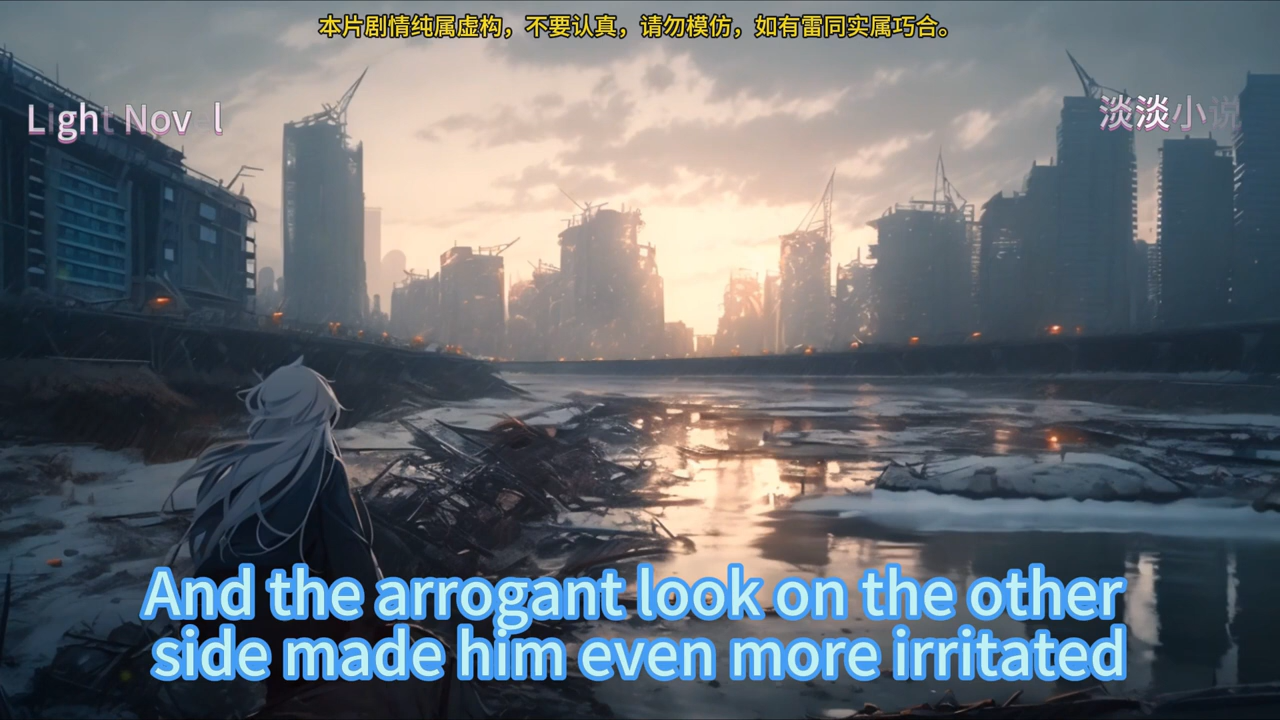 本片剧情纯属虚构，不要认真，请勿模仿，如有雷同实属巧合。
Light Nov l
淡淡小说
And the arrogant look on the other
side made him even more irritated